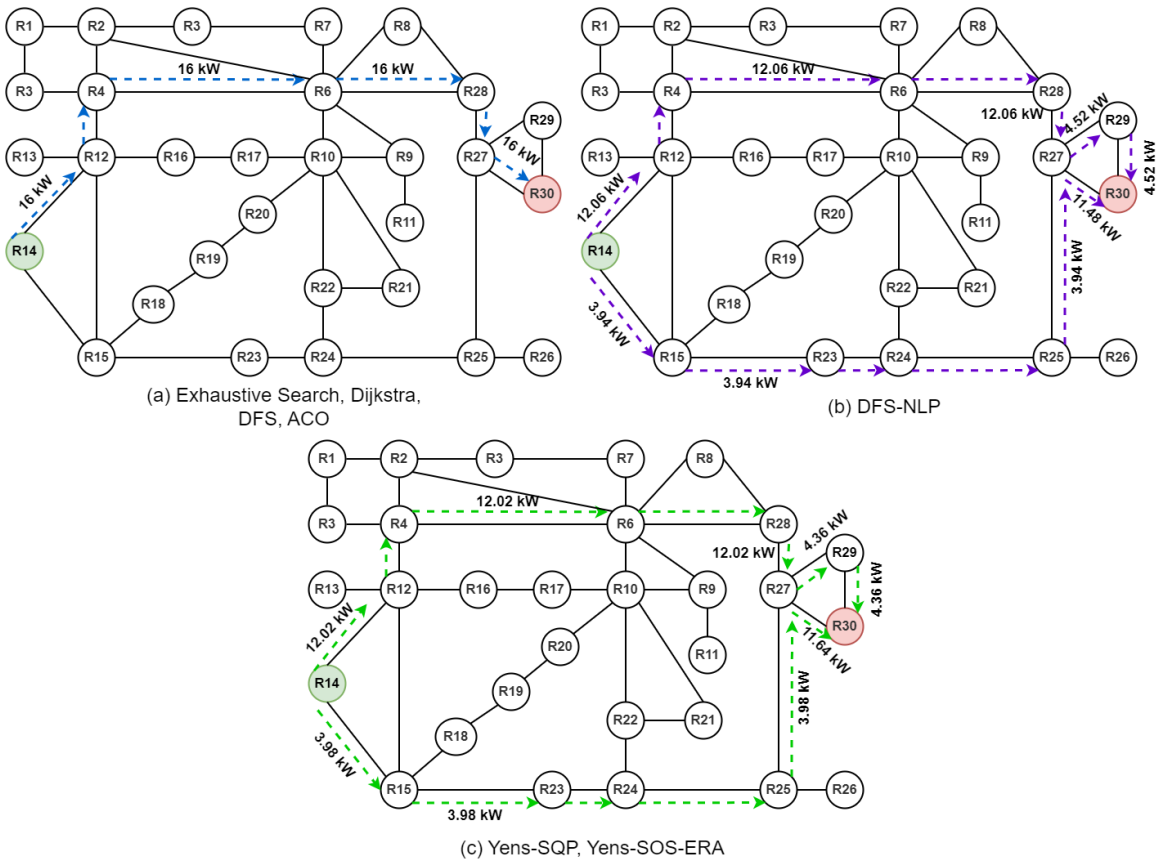 R1
R2
R3
R7
R8
16 kW
16 kW
R3
R4
R6
R28
R29
16 kW
R13
R12
R16
R17
R10
R9
R27
R30
16 kW
R20
R11
R14
R19
R22
R21
R18
R15
R23
R24
R25
R26
(a) Exhaustive Search, Dijkstra,
DFS, ACO
R1
R2
R3
R7
R8
12.06 kW
R3
R4
R6
R28
12.06 kW
4.52 kW
R29
R13
R12
R16
R17
R10
R9
R27
4.52 kW
R30
11.48 kW
12.06 kW
R20
R11
R14
R19
3.94 kW
R22
R21
R18
3.94 kW
R15
R23
R24
R25
R26
3.94 kW
(b) DFS-NLP
R1
R2
R3
R7
R8
12.02 kW
R3
R4
R6
R28
12.02 kW
4.36 kW
R29
R13
R12
R16
R17
R10
R9
R27
4.36 kW
R30
11.64 kW
12.02 kW
R20
R11
R14
R19
3.98 kW
R22
R21
R18
3.98 kW
R15
R23
R24
R25
R26
3.98 kW
(c) Yens-SQP, Yens-SOS-ERA